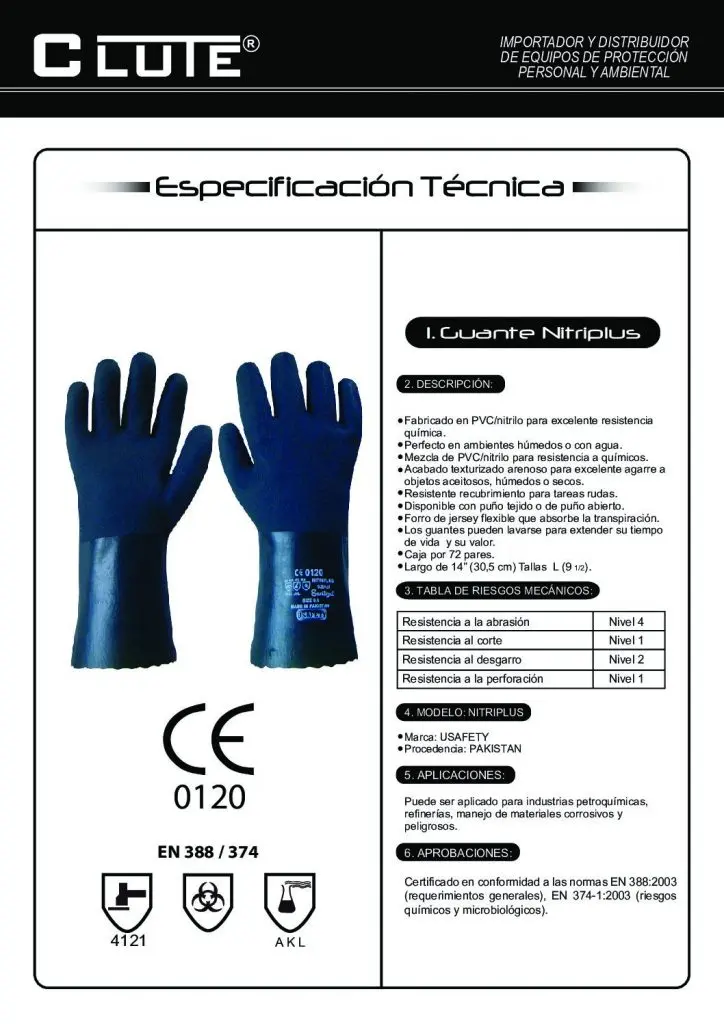 CLUTE®
IMPORTADOR Y DISTRIBUIDOR
DE EQUIPOS DE PROTECCIÓN
PERSONAL Y AMBIENTAL
Especificación Técnica
1. Guante Nitriplus
2. DESCRIPCIÓN:
•Fabricado en PVC/nitrilo para excelente resistencia
química.
•Perfecto en ambientes húmedos o con agua.
•Mezcla de PVC/nitrilo para resistencia a químicos.
•Acabado texturizado arenoso para excelente agarre a
objetos aceitosos, húmedos o secos.
•Resistente recubrimiento para tareas rudas.
•Disponible con puño tejido o de puño abierto.
•Forro de jersey flexible que absorbe la transpiración.
•Los guantes pueden lavarse para extender su tiempo
de vida y su valor.
•Caja por 72 pares.
•Largo de 14” (30,5 cm) Tallas L (9 1/2).
3. TABLA DE RIESGOS MECÁNICOS:
Resistencia a la abrasión Nivel 4
Resistencia al corte Nivel 1
Resistencia al desgarro Nivel 2
Resistencia a la perforación Nivel 1
4. MODELO: NITRIPLUS
•Marca: USAFETY
•Procedencia: PAKISTAN
5. APLICACIONES:
Puede ser aplicado para industrias petroquímicas,
refinerías, manejo de materiales corrosivos y
peligrosos.
6. APROBACIONES:
Certificado en conformidad a las normas EN 388:2003
(requerimientos generales), EN 374-1:2003 (riesgos
químicos y microbiológicos).
CE 0120
NITRIPLUS
MADE IN PAKISTAN
USAFETY
CE
0120
EN 388 / 374
4121
A K L